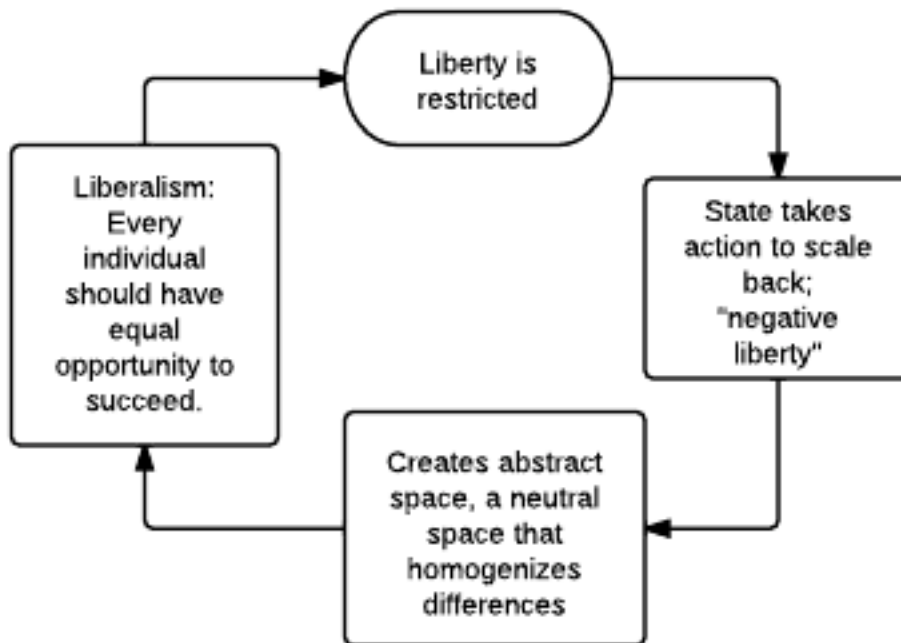 Liberty is
restricted
State takes
action to scale
back;
"negative
liberty"
Creates abstract
space, a neutral
space that
homogenizes
differences
Liberalism:
Every
individual
should have
equal
opportunity to
succeed.